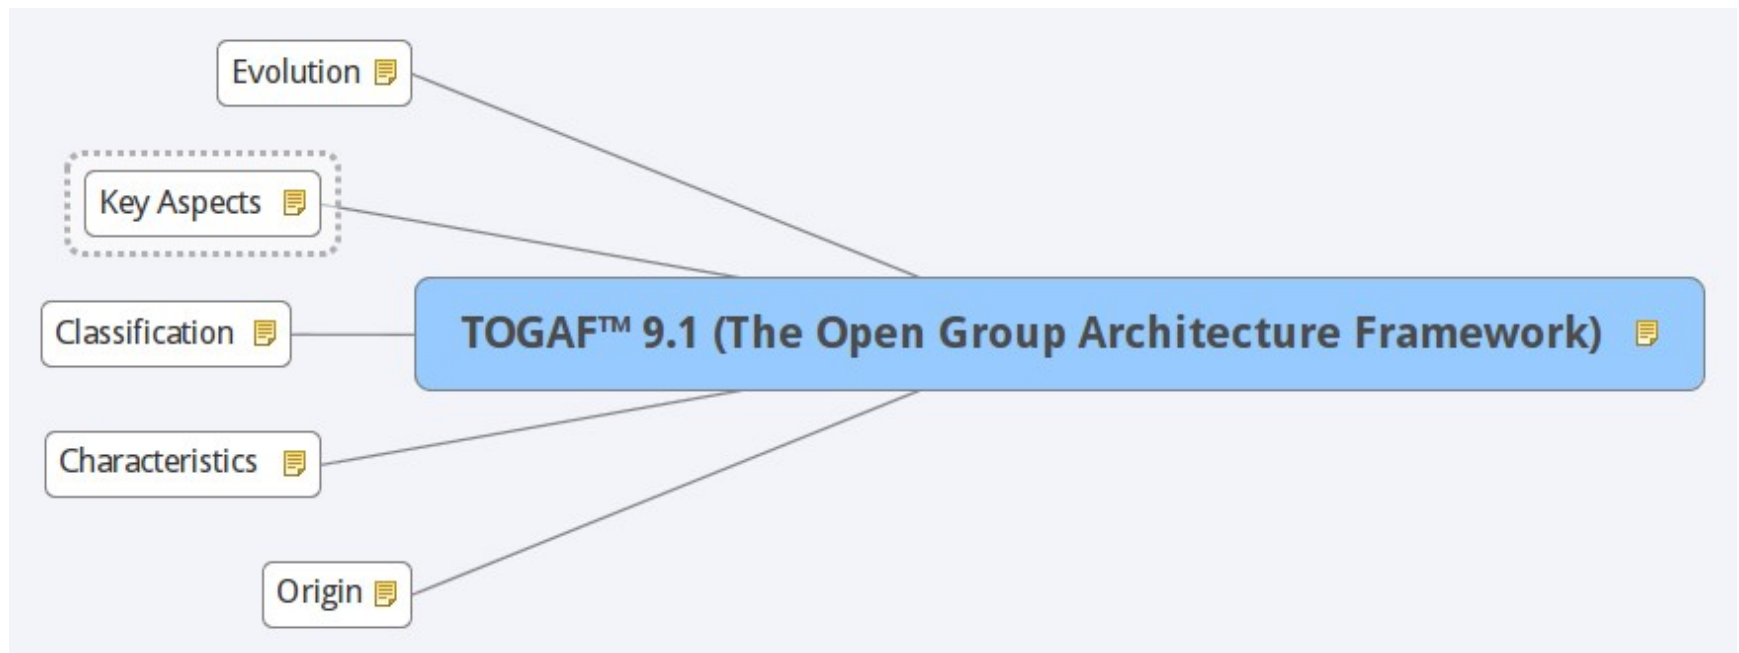 Evolution
Key Aspects
Classification
TOGAF™ 9.1 (The Open Group Architecture Framework)
Characteristics
Origin